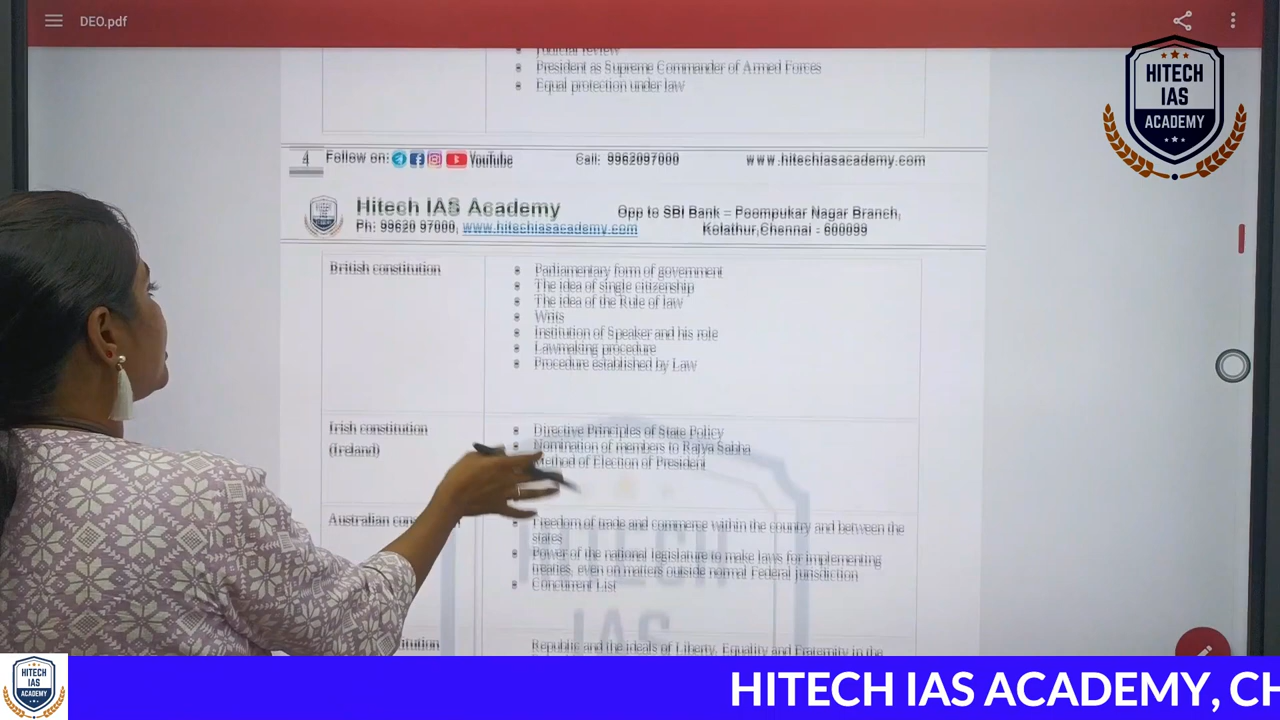 DEO.pdf
Judicial review
President as Supreme Commander of Armed Forces
Equal protection under law
HITECH
IAS
ACADEMY
4 Follow on: YouTube Call: 9962097000 www.hitechiasacademy.com
Hitech IAS Academy Opp to SBI Bank – Poompukar Nagar Branch,
Ph: 99620 97000, www.hitechiasacademy.com Kolathur,Chennai - 600099
British constitution
Parliamentary form of government
The idea of single citizenship
The idea of the Rule of law
Writs
Institution of Speaker and his role
Lawmaking procedure
Procedure established by Law
Irish constitution
(Ireland)
Directive Principles of State Policy
Nomination of members to Rajya Sabha
Method of Election of President
Australian
Freedom of trade and commerce within the country and between the
states
Power of the national legislature to make laws for implementing
treaties, even on matters outside normal Federal jurisdiction
Concurrent List
Republic and the ideals of Liberty, Equality and Fraternity in the
HITECH
IAS
HITECH
IAS
ACADEMY
HITECH IAS ACADEMY, CH